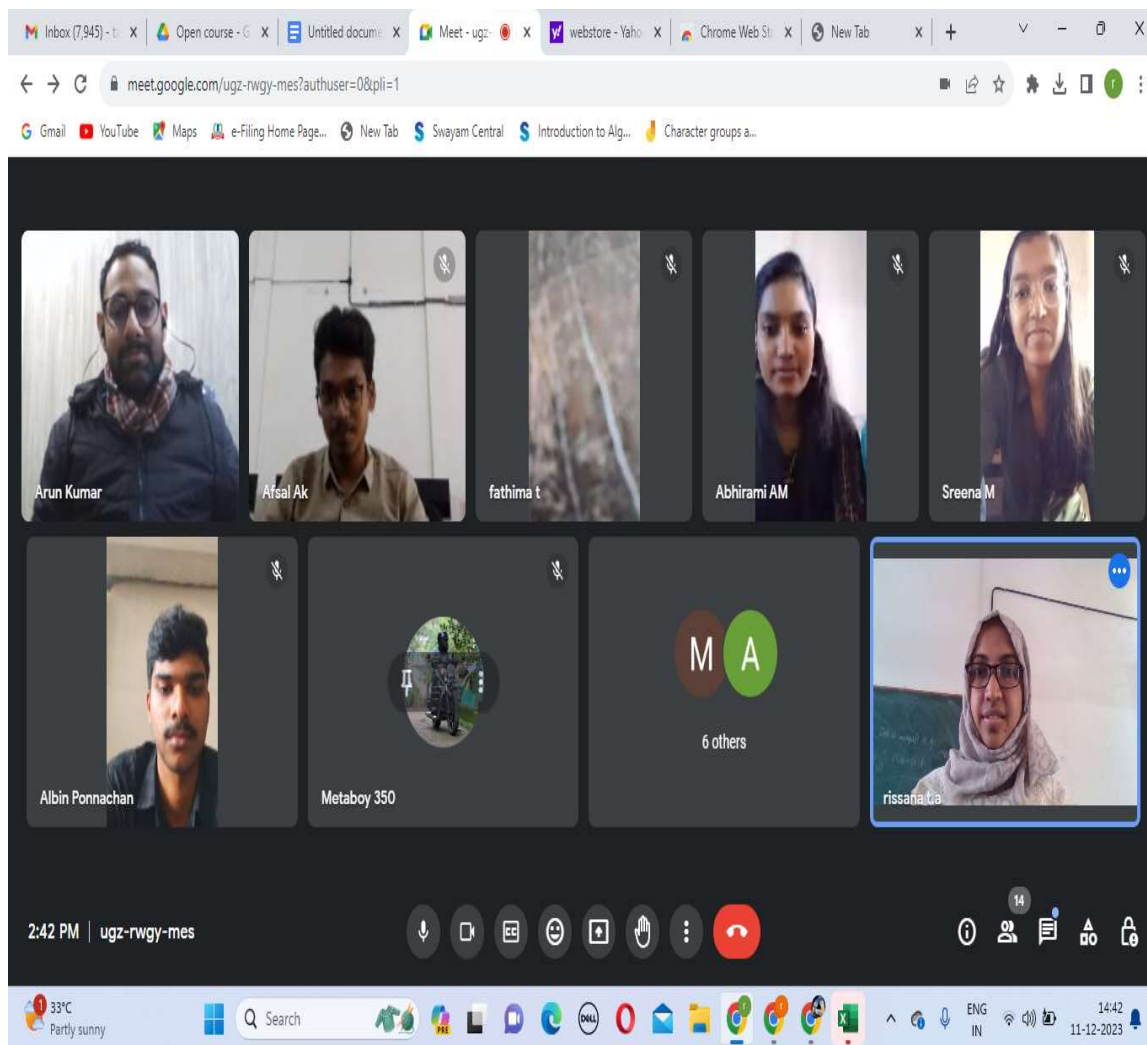 Inbox (7,945) - t
Open course - G
Untitled docume
Meet - ugz-
webstore - Yaho
Chrome Web St
New Tab
meet.google.com/ugz-rwgy-mes?authuser=0&pli=1
r
Gmail
YouTube
Maps
e-Filing Home Page...
New Tab
Swayam Central
Introduction to Alg...
Character groups a...
Arun Kumar
Afsal Ak
fathima t
Abhirami AM
Sreena M
Albin Ponnachan
Metaboy 350
M A
6 others
rissana t.a
2:42 PM | ugz-rwgy-mes
14
1
33°C
Partly sunny
Search
PRE
DELL
ENG
IN
14:42
11-12-2023